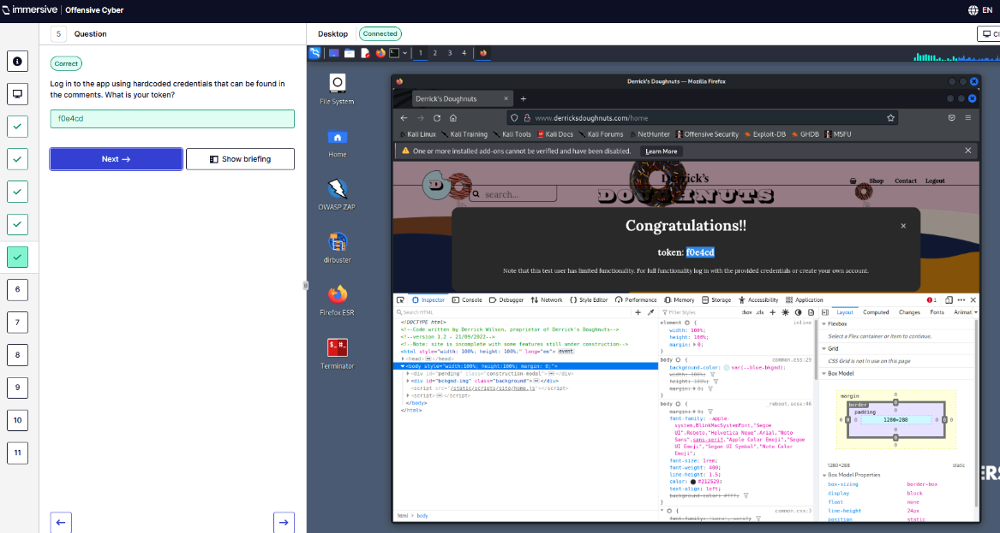 immersive | Offensive Cyber
EN
5 Question
Correct
Log in to the app using hardcoded credentials that can be found in
the comments. What is your token?
f0e4cd
Next →
Show briefing
6
7
8
9
10
11
Desktop Connected
1 2 3 4
File System
Home
OWASP ZAP
dirbuster
Firefox ESR
Terminator
Derrick's Doughnuts — Mozilla Firefox
Derrick's Doughnuts
www.derricksdoughnuts.com/home
Kali Linux Kali Training Kali Tools Kali Docs Kali Forums NetHunter Offensive Security Exploit-DB GHDB MSFU
One or more installed add-ons cannot be verified and have been disabled. Learn More
D
search...
Derrick's
DOUGHNUTS
Shop Contact Logout
Congratulations!!
token: f0e4cd
Note that this test user has limited functionality. For full functionality log in with the provided credentials or create your own account.
Inspector Console Debugger Network Style Editor Performance Memory Storage Accessibility Application 1
Search HTML
<!DOCTYPE html>
<!--Code written by Derrick Wilson, proprietor of Derrick's Doughnuts-->
<!--version 1.2 - 21/09/2022-->
<!--Note: site is incomplete with some features still under construction-->
<html style="width: 100%; height: 100%;" lang="en"> event
<head> </head>
<body style="width:100%; height:100%; margin: 0;">
<div id="pending" class="construction-modal"> </div>
<div id="bckgnd-img" class="background"> </div>
<script src="/static/scripts/site/home.js"></script>
<script> </script>
</body>
</html>
html > body
Filter Styles :hov .cls
element { inline
width: 100%;
height: 100%;
margin: 0;
}
body { common.css:29
background-color: var(--blue-bkgnd);
width: 100%;
height: 100%;
margin: 0;
}
body { _reboot.scss:46
margin: 0;
font-family: -apple-
system,BlinkMacSystemFont,"Segoe
UI",Roboto,"Helvetica Neue",Arial,"Noto
Sans",sans-serif,"Apple Color Emoji","Segoe
UI Emoji","Segoe UI Symbol","Noto Color
Emoji";
font-size: 1rem;
font-weight: 400;
line-height: 1.5;
color: #212529;
text-align: left;
background-color: #fff;
}
* { common.css:3
font-family: 'Lora', serif;
Layout Computed Changes Fonts Animat
Flexbox
Select a Flex container or item to continue.
Grid
CSS Grid is not in use on this page
Box Model
margin 0
border 0
padding 0
0 0 0 1280×288 0 0 0
0
0
0
1280×288 static
Box Model Properties
box-sizing border-box
display block
float none
line-height 24px
position static